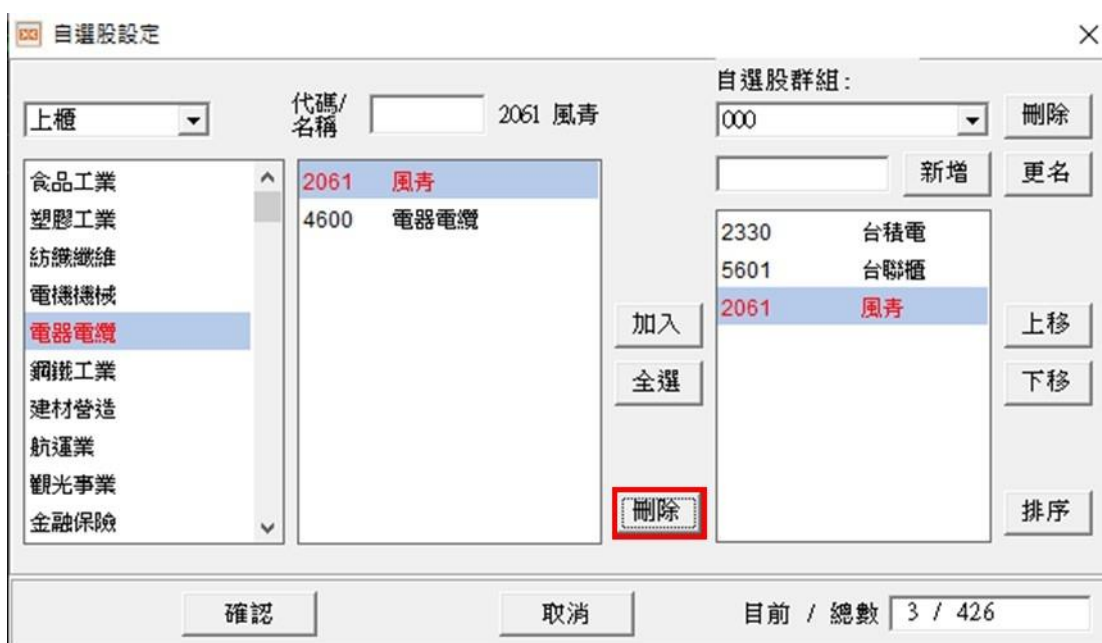 自選股設定
上櫃
代碼/
名稱
2061 風青
自選股群組:
000
刪除
新增
更名
食品工業
塑膠工業
紡織纖維
電機機械
電器電纜
鋼鐵工業
建材營造
航運業
觀光事業
金融保險
2061 風青
4600 電器電纜
加入
全選
刪除
2330 台積電
5601 台聯櫃
2061 風青
上移
下移
排序
確認
取消
目前 / 總數 3 / 426